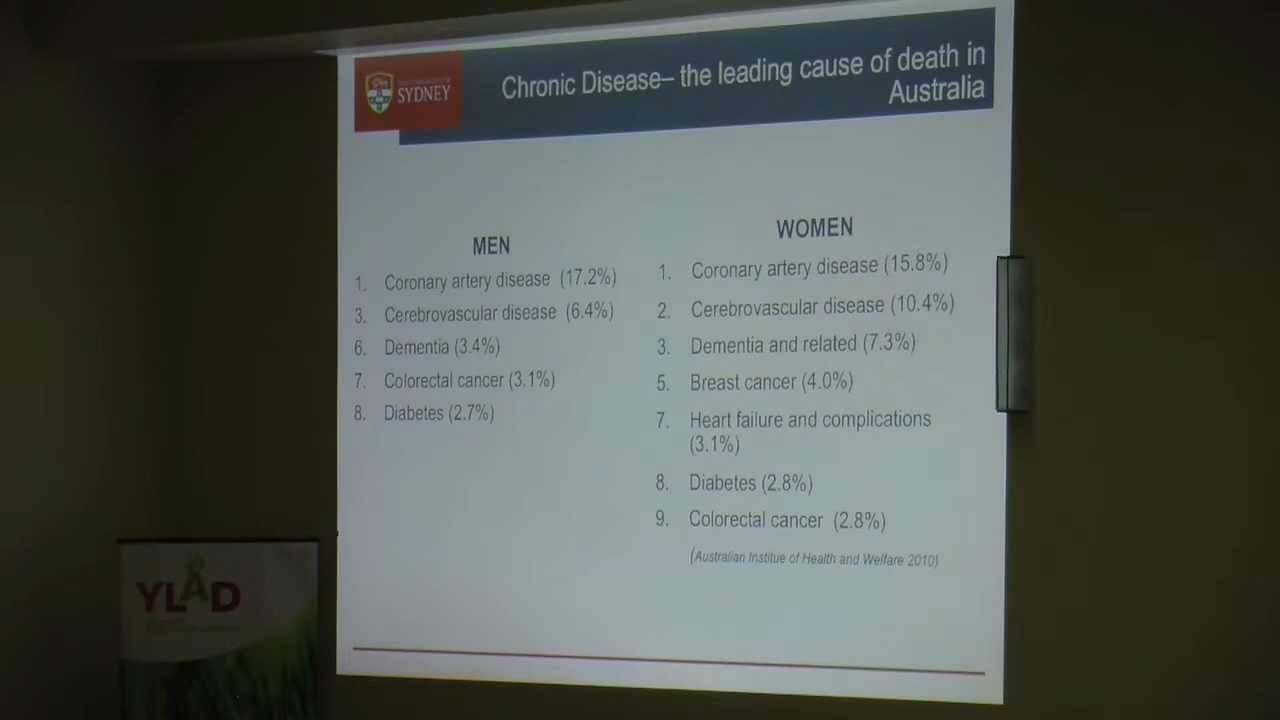 SYDNEY
Chronic Disease– the leading cause of death in
Australia
MEN
1. Coronary artery disease (17.2%)
3. Cerebrovascular disease (6.4%)
6. Dementia (3.4%)
7. Colorectal cancer (3.1%)
8. Diabetes (2.7%)
WOMEN
1. Coronary artery disease (15.8%)
2. Cerebrovascular disease (10.4%)
3. Dementia and related (7.3%)
5. Breast cancer (4.0%)
7. Heart failure and complications
(3.1%)
8. Diabetes (2.8%)
9. Colorectal cancer (2.8%)
(Australian Institue of Health and Welfare 2010)
YLAD